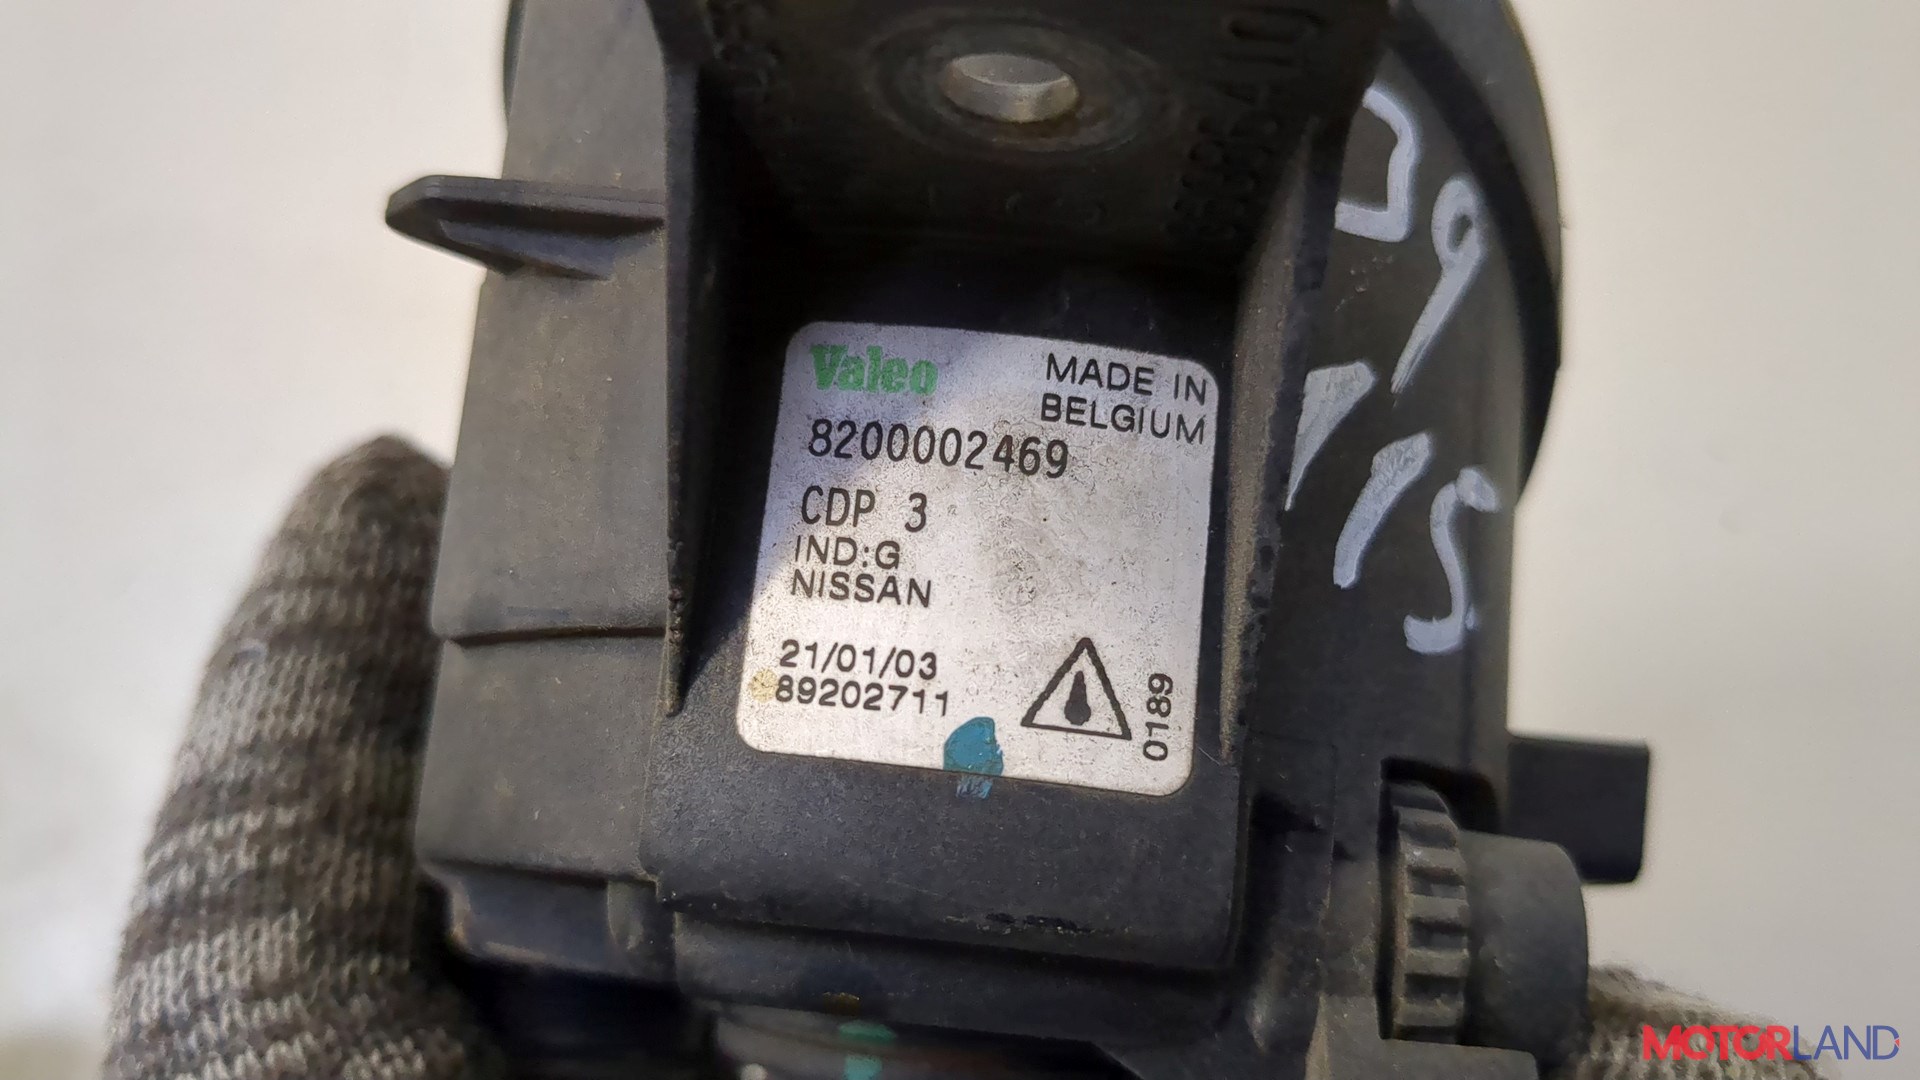 Valeo
MADE IN
BELGIUM
8200002469
CDP 3
IND:G
NISSAN
21/01/03
89202711
0189
MOTORLAND